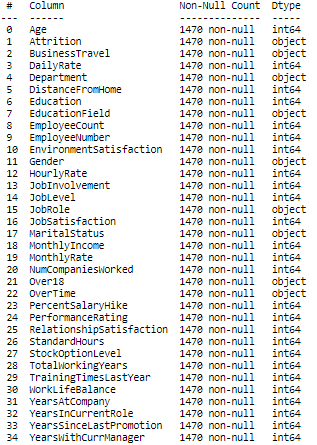 #   Column                    Non-Null Count  Dtype
---  ------                    --------------  -----
0   Age                       1470 non-null   int64
1   Attrition                 1470 non-null   object
2   BusinessTravel            1470 non-null   object
3   DailyRate                 1470 non-null   int64
4   Department                1470 non-null   object
5   DistanceFromHome          1470 non-null   int64
6   Education                 1470 non-null   int64
7   EducationField            1470 non-null   object
8   EmployeeCount             1470 non-null   int64
9   EmployeeNumber            1470 non-null   int64
10  EnvironmentSatisfaction   1470 non-null   int64
11  Gender                    1470 non-null   object
12  HourlyRate                1470 non-null   int64
13  JobInvolvement            1470 non-null   int64
14  JobLevel                  1470 non-null   int64
15  JobRole                   1470 non-null   object
16  JobSatisfaction           1470 non-null   int64
17  MaritalStatus             1470 non-null   object
18  MonthlyIncome             1470 non-null   int64
19  MonthlyRate               1470 non-null   int64
20  NumCompaniesWorked        1470 non-null   int64
21  Over18                    1470 non-null   object
22  OverTime                  1470 non-null   object
23  PercentSalaryHike         1470 non-null   int64
24  PerformanceRating         1470 non-null   int64
25  RelationshipSatisfaction  1470 non-null   int64
26  StandardHours             1470 non-null   int64
27  StockOptionLevel          1470 non-null   int64
28  TotalWorkingYears         1470 non-null   int64
29  TrainingTimesLastYear     1470 non-null   int64
30  WorkLifeBalance           1470 non-null   int64
31  YearsAtCompany            1470 non-null   int64
32  YearsInCurrentRole        1470 non-null   int64
33  YearsSinceLastPromotion   1470 non-null   int64
34  YearsWithCurrManager      1470 non-null   int64